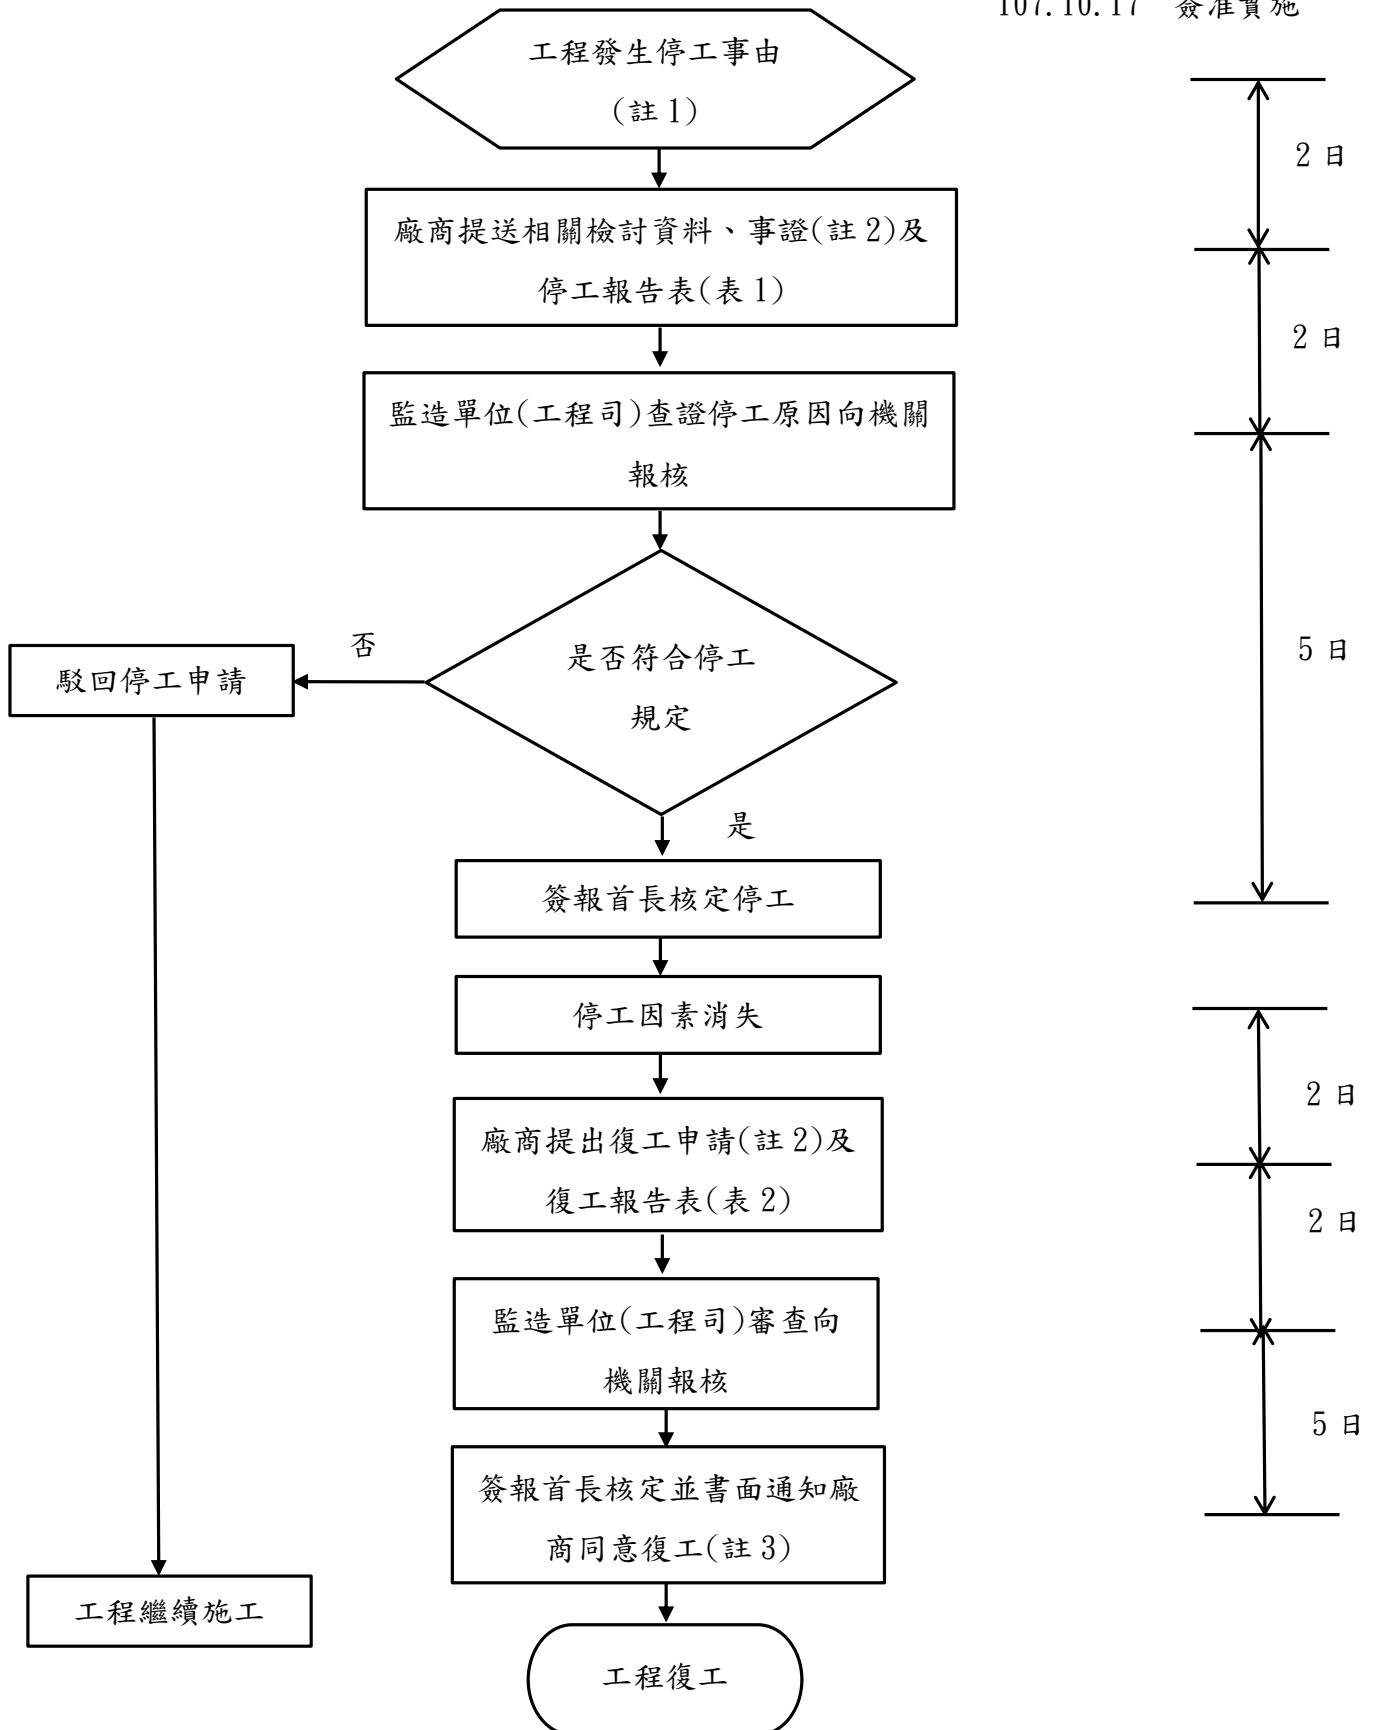 107.10.17 簽准實施
工程發生停工事由
(註 1)
2 日
廠商提送相關檢討資料、事證(註 2)及
停工報告表(表 1)
2 日
監造單位(工程司)查證停工原因向機關
報核
否
是否符合停工
規定
5 日
駁回停工申請
是
簽報首長核定停工
停工因素消失
2 日
廠商提出復工申請(註 2)及
復工報告表(表 2)
2 日
監造單位(工程司)審查向
機關報核
5 日
簽報首長核定並書面通知廠
商同意復工(註 3)
工程繼續施工
工程復工